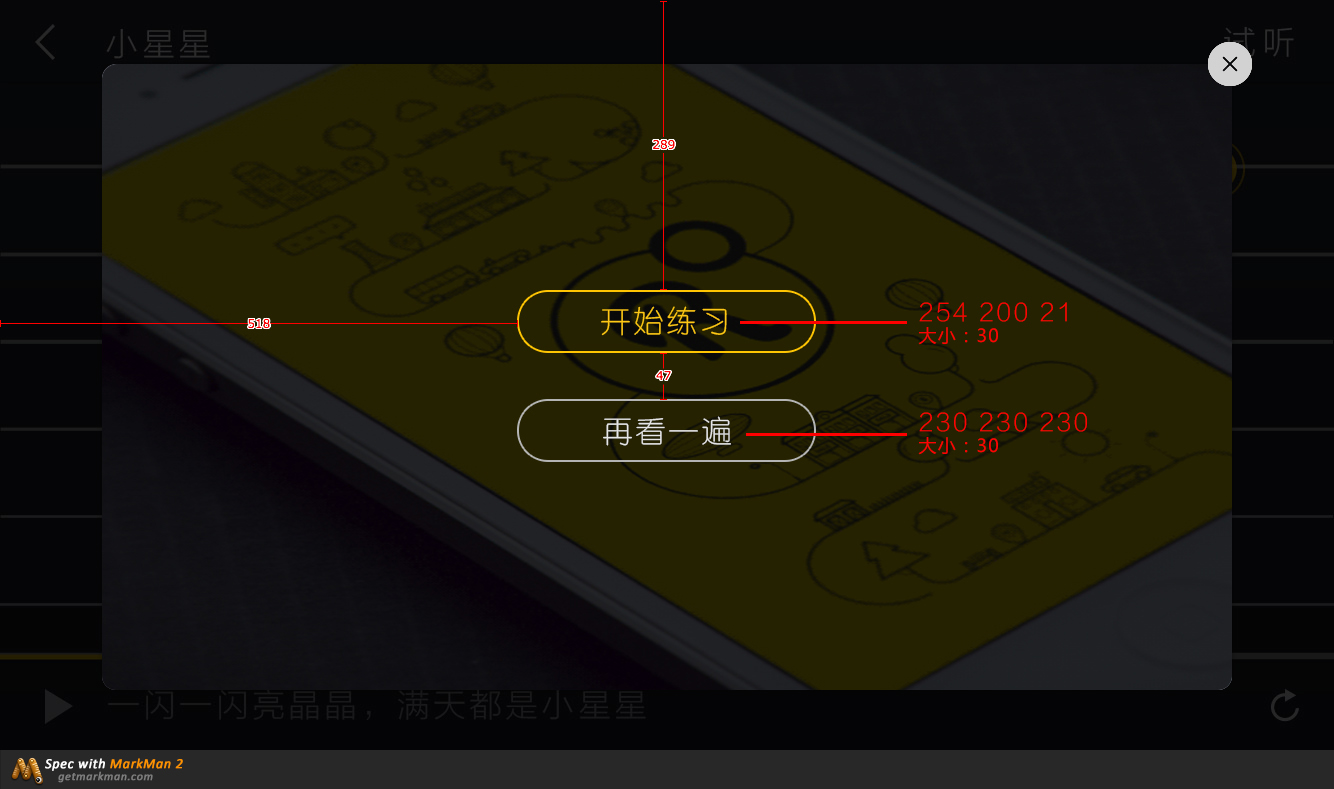 小星星
试听
289
518
开始练习
254 200 21
大小：30
47
再看一遍
230 230 230
大小：30
一闪一闪亮晶晶，满天都是小星星
Spec with MarkMan 2
getmarkman.com